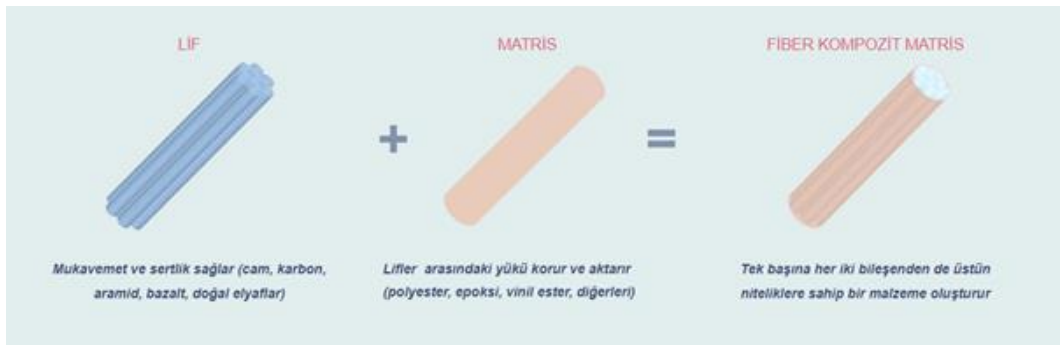 LİF
Mukavemet ve sertlik sağlar (cam, karbon,
aramid, bazalt, doğal elyaflar)
+
MATRİS
Lifler arasındaki yükü korur ve aktarır
(polyester, epoksi, vinil ester, diğerleri)
=
FİBER KOMPOZİT MATRİS
Tek başına her iki bileşenden de üstün
niteliklere sahip bir malzeme oluşturur